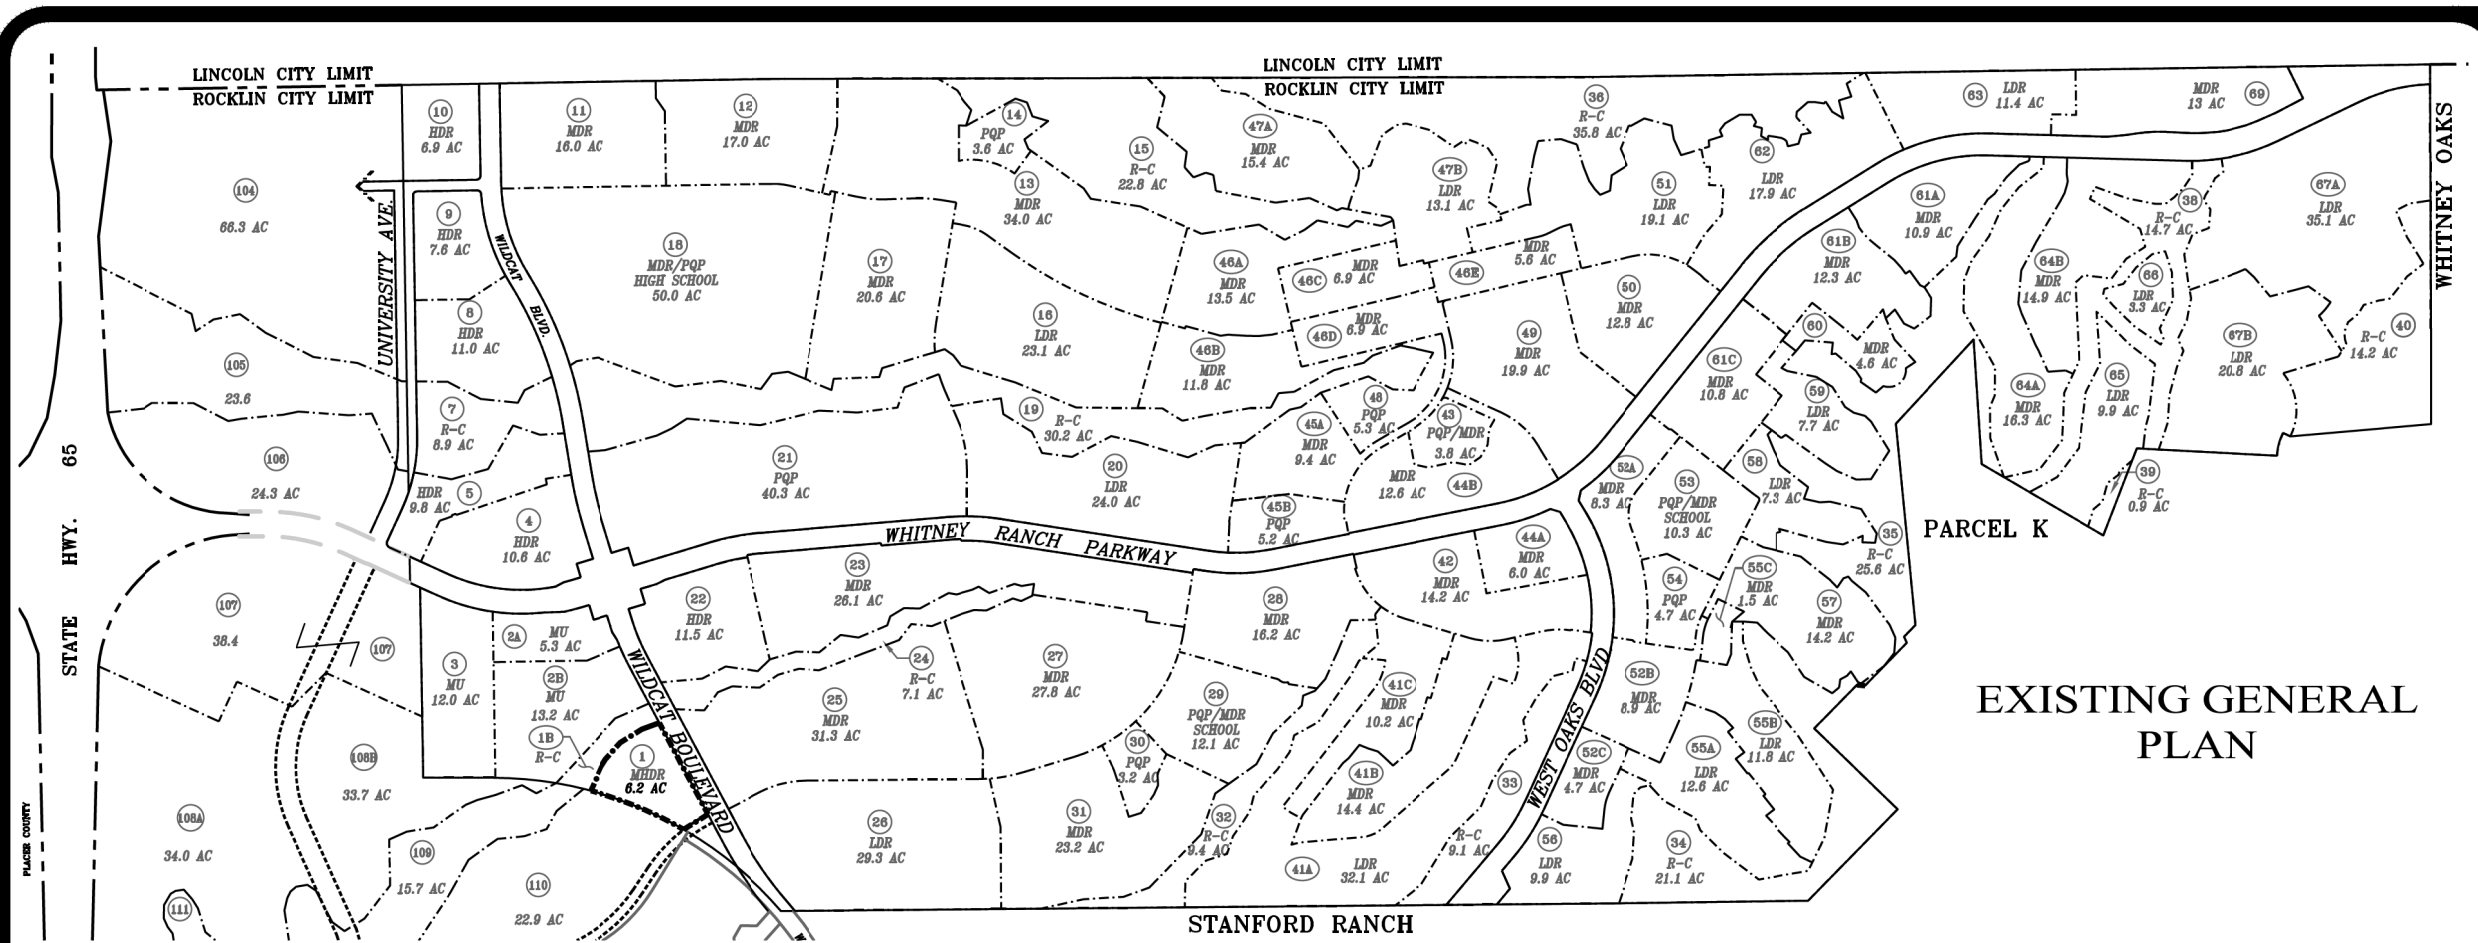 LINCOLN CITY LIMIT
ROCKLIN CITY LIMIT
LINCOLN CITY LIMIT
ROCKLIN CITY LIMIT
10
HDR
6.9 AC
11
MDR
16.0 AC
12
MDR
17.0 AC
14
PQP
3.6 AC
13
MDR
34.0 AC
15
R-C
22.8 AC
47A
MDR
15.4 AC
47B
LDR
13.1 AC
36
R-C
35.8 AC
51
LDR
19.1 AC
62
LDR
17.9 AC
63
LDR
11.4 AC
MDR
13 AC
69
WHITNEY OAKS
104
66.3 AC
UNIVERSITY AVE.
9
HDR
7.6 AC
WILDCAT
BLVD.
8
HDR
11.0 AC
18
MDR/PQP
HIGH SCHOOL
50.0 AC
17
MDR
20.6 AC
16
LDR
23.1 AC
46A
MDR
13.5 AC
46C
MDR
6.9 AC
46D
MDR
6.9 AC
46E
MDR
5.6 AC
46B
MDR
11.8 AC
49
MDR
19.9 AC
50
MDR
12.8 AC
61A
MDR
10.9 AC
61B
MDR
12.3 AC
60
MDR
4.6 AC
61C
MDR
10.8 AC
59
LDR
7.7 AC
64B
MDR
14.9 AC
38
R-C
14.7 AC
66
LDR
3.3 AC
67A
LDR
35.1 AC
67B
LDR
20.8 AC
40
R-C
14.2 AC
64A
MDR
16.3 AC
65
LDR
9.9 AC
39
R-C
0.9 AC
105
23.6
106
24.3 AC
7
R-C
8.9 AC
HDR
9.8 AC
5
4
HDR
10.6 AC
21
PQP
40.3 AC
19
R-C
30.2 AC
20
LDR
24.0 AC
45A
MDR
9.4 AC
48
PQP
5.3 AC
43
PQP/MDR
3.8 AC
MDR
12.6 AC
44B
45B
PQP
5.2 AC
52A
MDR
8.3 AC
53
PQP/MDR
SCHOOL
10.3 AC
58
LDR
7.3 AC
35
R-C
25.6 AC
PARCEL K
STATE HWY. 65
WHITNEY RANCH PARKWAY
107
38.4
107
3
MU
12.0 AC
2A
MU
5.3 AC
2B
MU
13.2 AC
1B
R-C
1
MHDR
6.2 AC
WILDCAT BOULEVARD
22
HDR
11.5 AC
23
MDR
26.1 AC
24
R-C
7.1 AC
25
MDR
31.3 AC
27
MDR
27.8 AC
28
MDR
16.2 AC
42
MDR
14.2 AC
44A
MDR
6.0 AC
54
PQP
4.7 AC
55C
MDR
1.5 AC
57
MDR
14.2 AC
29
PQP/MDR
SCHOOL
12.1 AC
30
PQP
3.2 AC
41C
MDR
10.2 AC
41B
MDR
14.4 AC
33
R-C
9.1 AC
WEST OAKS BLVD
52B
MDR
8.9 AC
52C
MDR
4.7 AC
55A
LDR
12.6 AC
55B
LDR
11.8 AC
EXISTING GENERAL
PLAN
PLACER COUNTY
108A
34.0 AC
108B
33.7 AC
109
15.7 AC
110
22.9 AC
111
26
LDR
29.3 AC
31
MDR
23.2 AC
32
R-C
9.4 AC
41A
LDR
32.1 AC
56
LDR
9.9 AC
34
R-C
21.1 AC
STANFORD RANCH